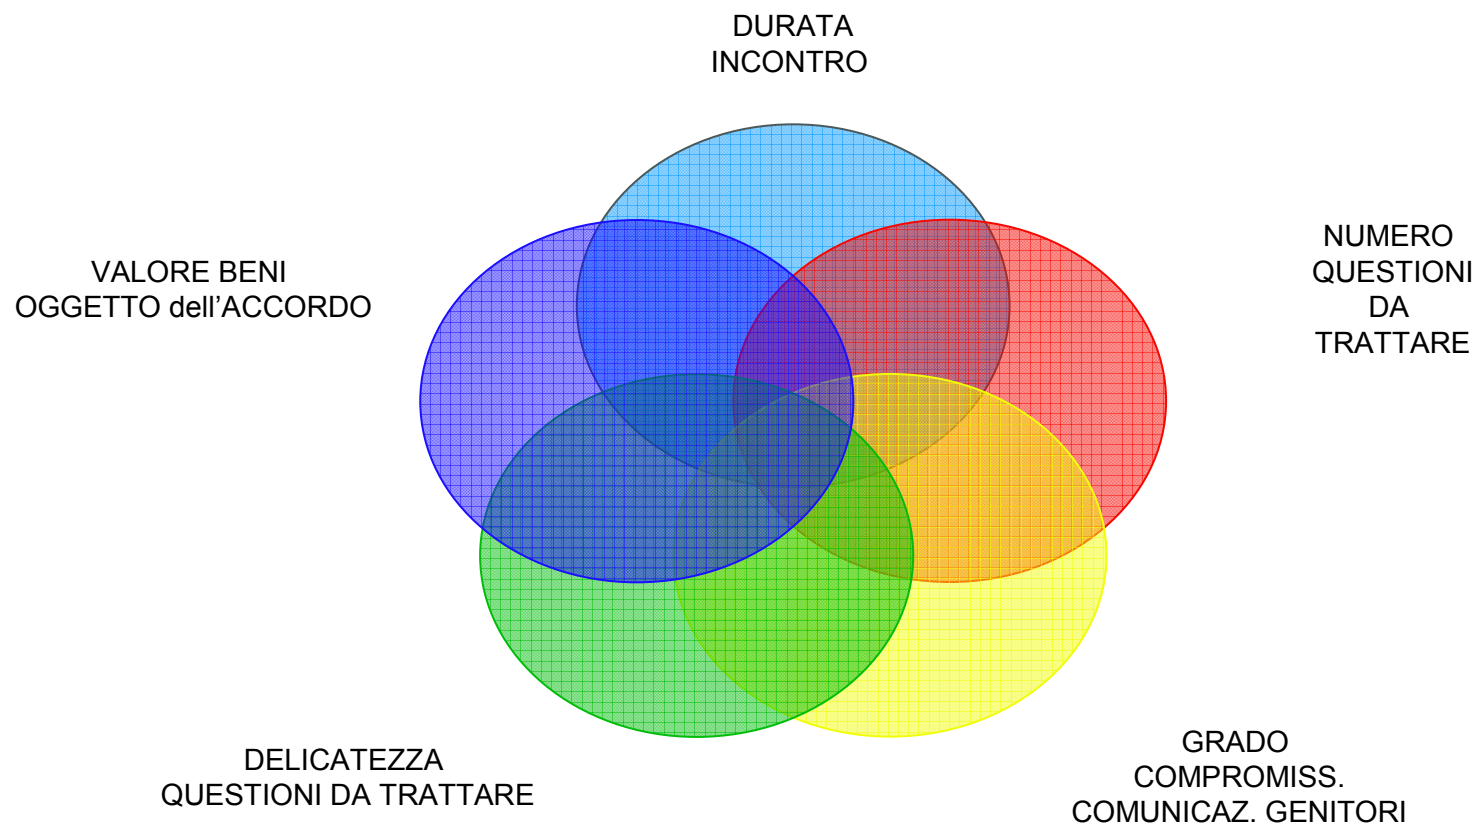 DURATA
INCONTRO
VALORE BENI
OGGETTO dell’ACCORDO
NUMERO
QUESTIONI
DA
TRATTARE
DELICATEZZA
QUESTIONI DA TRATTARE
GRADO
COMPROMISS.
COMUNICAZ. GENITORI